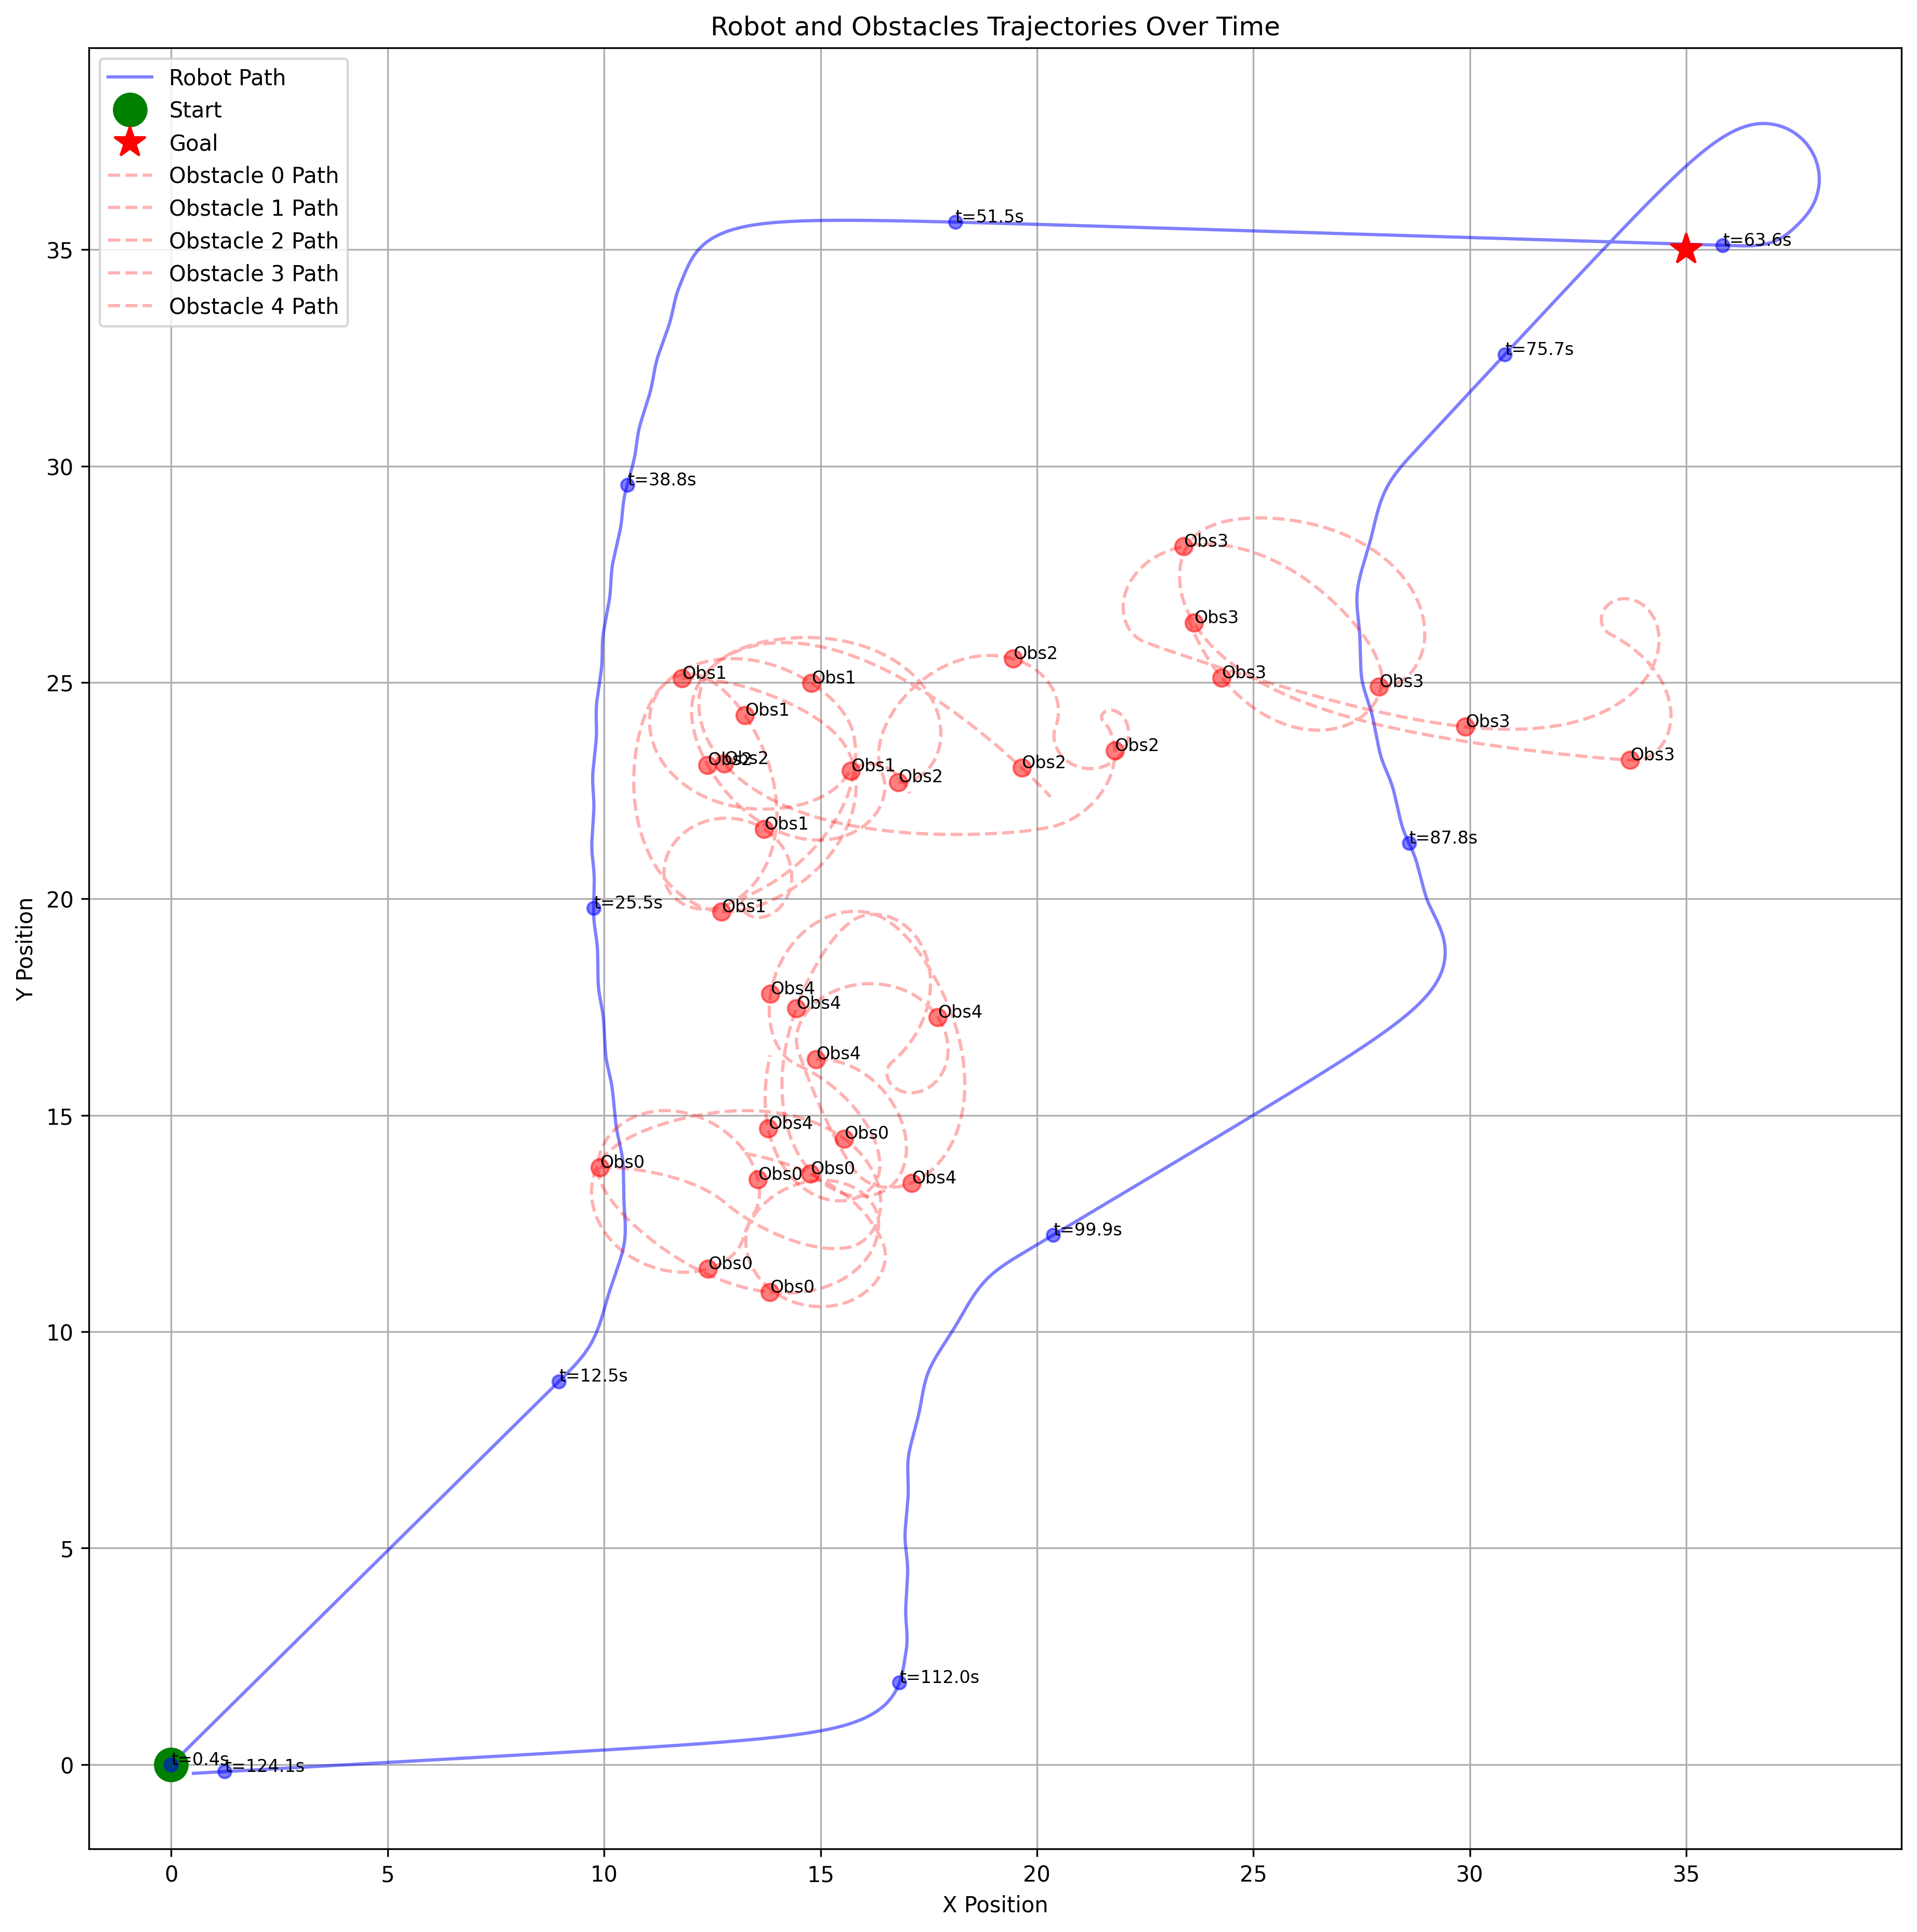 Robot and Obstacles Trajectories Over Time
Robot Path
Start
Goal
Obstacle 0 Path
Obstacle 1 Path
Obstacle 2 Path
Obstacle 3 Path
Obstacle 4 Path
t=51.5s
t=63.6s
t=75.7s
t=38.8s
Obs3
Obs3
Obs2
Obs1
Obs1
Obs3
Obs3
Obs1
Obs3
Obs2
Obs2
Obs2
Obs1
Obs2
Obs2
Obs3
Obs1
t=87.8s
t=25.5s
Obs1
Obs4
Obs4
Obs4
Obs4
Obs4
Obs0
Obs0
Obs0
Obs0
Obs4
t=99.9s
Obs0
Obs0
t=12.5s
t=112.0s
t=0.4s
t=124.1s
35
30
25
20
15
10
5
0
Y Position
0 5 10 15 20 25 30 35
X Position